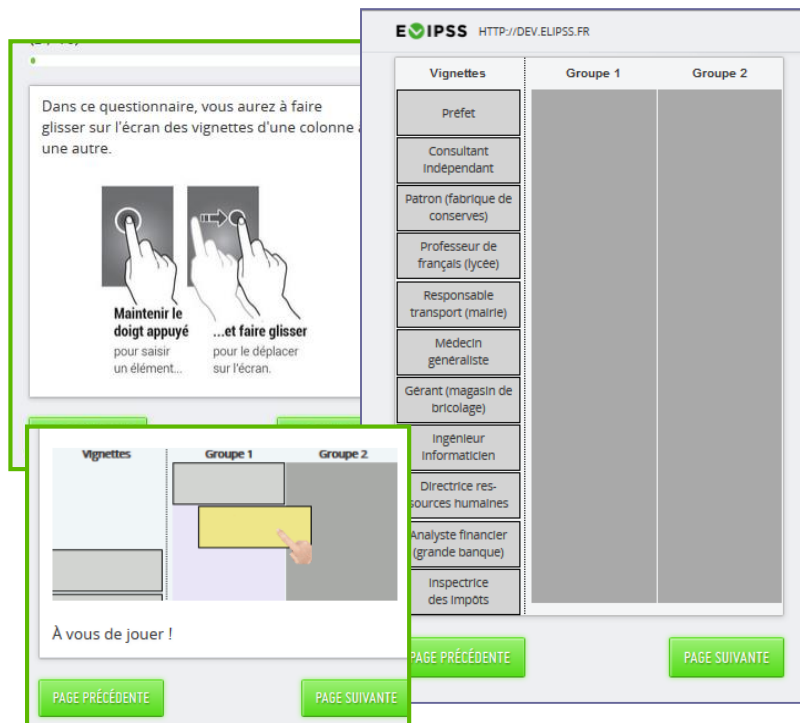 Dans ce questionnaire, vous aurez à faire
glisser sur l'écran des vignettes d'une colonne à
une autre.
Maintenir le
doigt appuyé
pour saisir
un élément...
...et faire glisser
pour le déplacer
sur l'écran.
Vignettes Groupe 1 Groupe 2
À vous de jouer !
PAGE PRÉCÉDENTE PAGE SUIVANTE
ELIPSS HTTP://DEV.ELIPSS.FR
Vignettes Groupe 1 Groupe 2
Préfet
Consultant
indépendant
Patron (fabrique de
conserves)
Professeur de
français (lycée)
Responsable
transport (mairie)
Médecin
généraliste
Gérant (magasin de
bricolage)
Ingénieur
informaticien
Directrice res-
sources humaines
Analyste financier
(grande banque)
Inspectrice
des impôts
PAGE PRÉCÉDENTE PAGE SUIVANTE